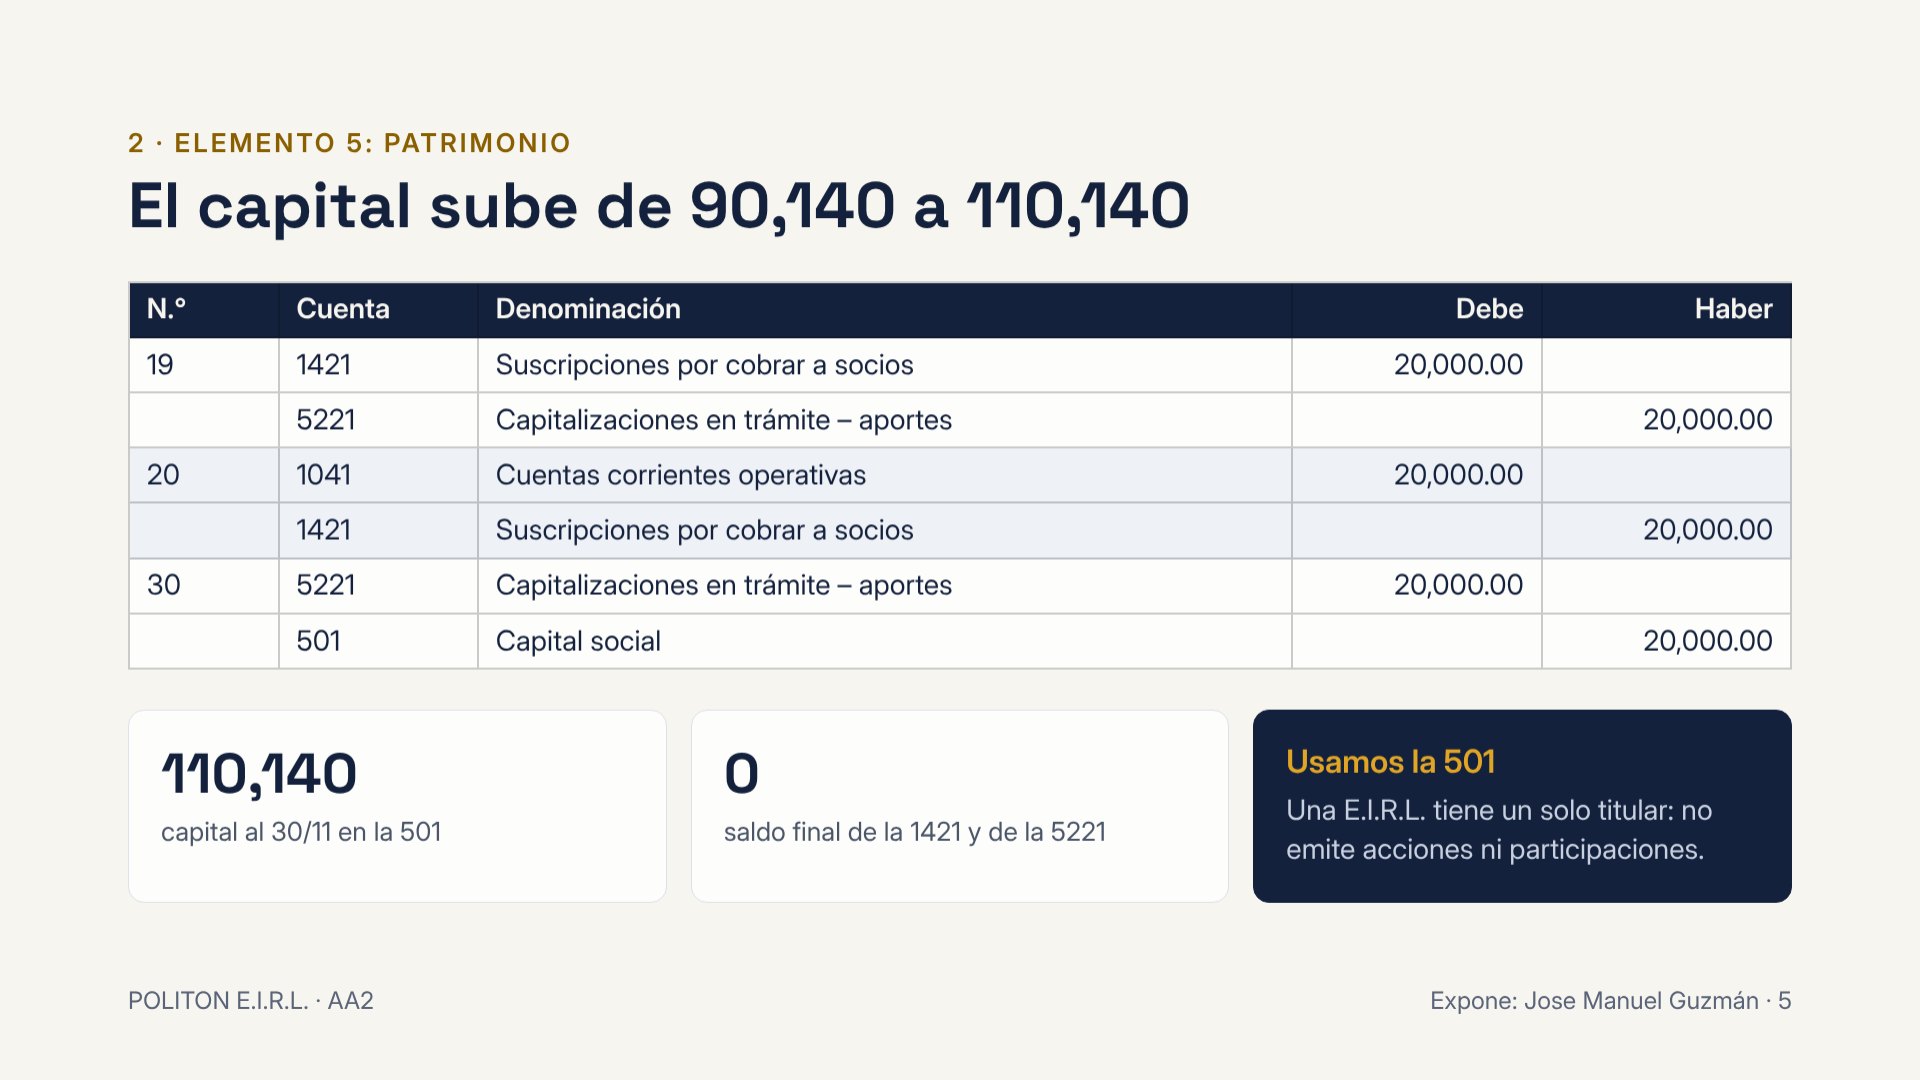 2 · ELEMENTO 5: PATRIMONIO
El capital sube de 90,140 a 110,140
N.° Cuenta Denominación Debe Haber
19 1421 Suscripciones por cobrar a socios 20,000.00
5221 Capitalizaciones en trámite – aportes 20,000.00
20 1041 Cuentas corrientes operativas 20,000.00
1421 Suscripciones por cobrar a socios 20,000.00
30 5221 Capitalizaciones en trámite – aportes 20,000.00
501 Capital social 20,000.00
110,140
capital al 30/11 en la 501
0
saldo final de la 1421 y de la 5221
Usamos la 501
Una E.I.R.L. tiene un solo titular: no
emite acciones ni participaciones.
POLITON E.I.R.L. · AA2
Expone: Jose Manuel Guzmán · 5